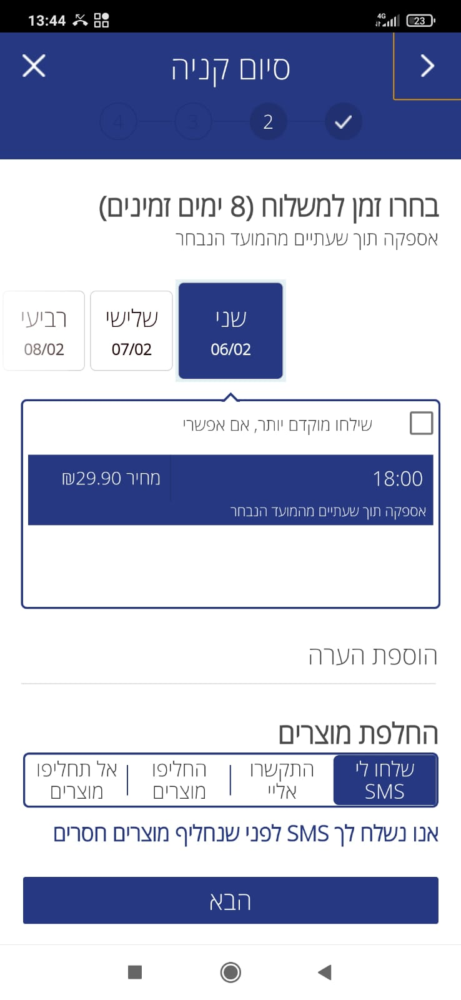 13:44
4G
23
סיום קניה
2
3
4
בחרו זמן למשלוח (8 ימים זמינים)
אספקה תוך שעתיים מהמועד הנבחר
שני
06/02
שלישי
07/02
רביעי
08/02
שילחו מוקדם יותר, אם אפשרי
18:00
מחיר 29.90₪
אספקה תוך שעתיים מהמועד הנבחר
הוספת הערה
החלפת מוצרים
שלחו לי
SMS
התקשרו
אליי
החליפו
מוצרים
אל תחליפו
מוצרים
אנו נשלח לך SMS לפני שנחליף מוצרים חסרים
הבא